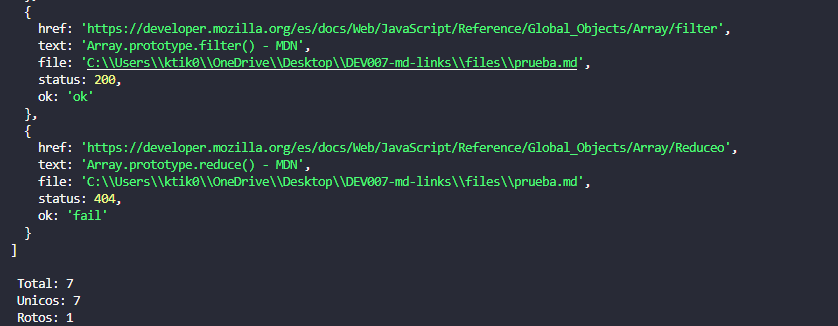 {
href: 'https://developer.mozilla.org/es/docs/Web/JavaScript/Reference/Global_Objects/Array/filter',
text: 'Array.prototype.filter() - MDN',
file: 'C:\\Users\\ktik0\\OneDrive\\Desktop\\DEV007-md-links\\files\\prueba.md',
status: 200,
ok: 'ok'
},
{
href: 'https://developer.mozilla.org/es/docs/Web/JavaScript/Reference/Global_Objects/Array/Reduceo',
text: 'Array.prototype.reduce() - MDN',
file: 'C:\\Users\\ktik0\\OneDrive\\Desktop\\DEV007-md-links\\files\\prueba.md',
status: 404,
ok: 'fail'
}
]
Total: 7
Unicos: 7
Rotos: 1